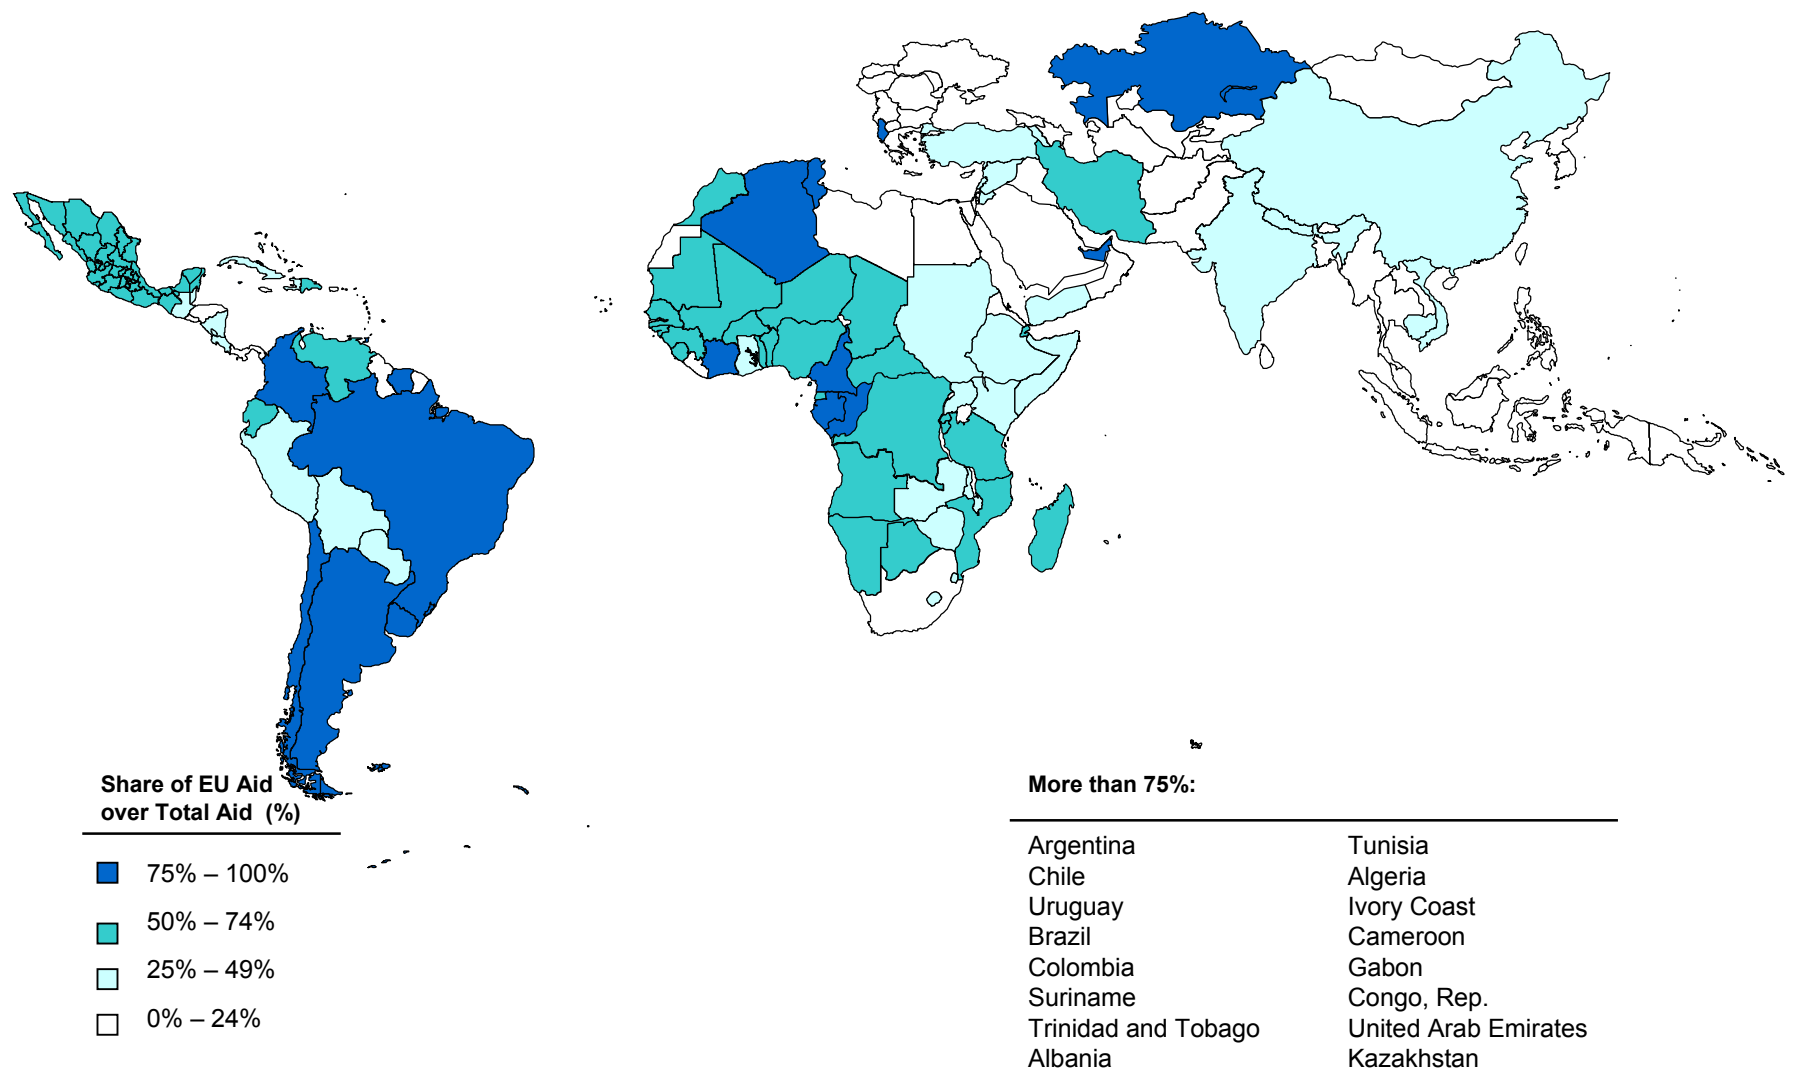 Share of EU Aid
over Total Aid (%)
75% – 100%
50% – 74%
25% – 49%
0% – 24%
More than 75%:
Argentina
Chile
Uruguay
Brazil
Colombia
Suriname
Trinidad and Tobago
Albania
Tunisia
Algeria
Ivory Coast
Cameroon
Gabon
Congo, Rep.
United Arab Emirates
Kazakhstan